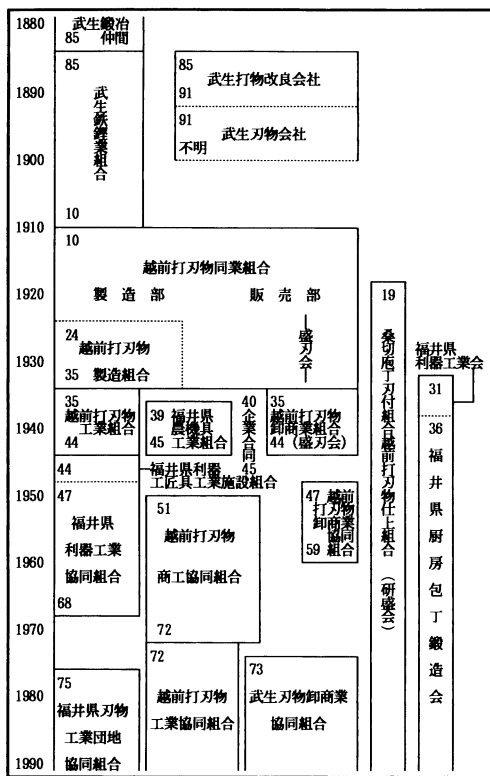 1880
1890
1900
1910
1920
1930
1940
1950
1960
1970
1980
1990
武生鍛冶
85 仲間
85
武生鉄鏗業組合
10
85
武生打物改良会社
91
91
武生刃物会社
不明
10
越前打刃物同業組合
製造部 販売部
盛刃会
24
越前打刃物
35 製造組合
35
越前打刃物
工業組合
44
39 福井県
農機具
45 工業組合
40
企業合同
45
35
越前打刃物
卸商業組合
44 (盛刃会)
44
福井県利器
工匠具工業施設組合
47
福井県
利器工業
協同組合
68
51
越前打刃物
商工協同組合
72
47 越前
打刃物
卸商業
協同
59 組合
72
越前打刃物
工業協同組合
73
武生刃物卸商業
協同組合
75
福井県刃物
工業団地
協同組合
19
桑切庖丁刃付組合越前打刃物仕上組合(研盛会)
福井県
利器工業会
31
36
福井県厨房包丁鍛造会